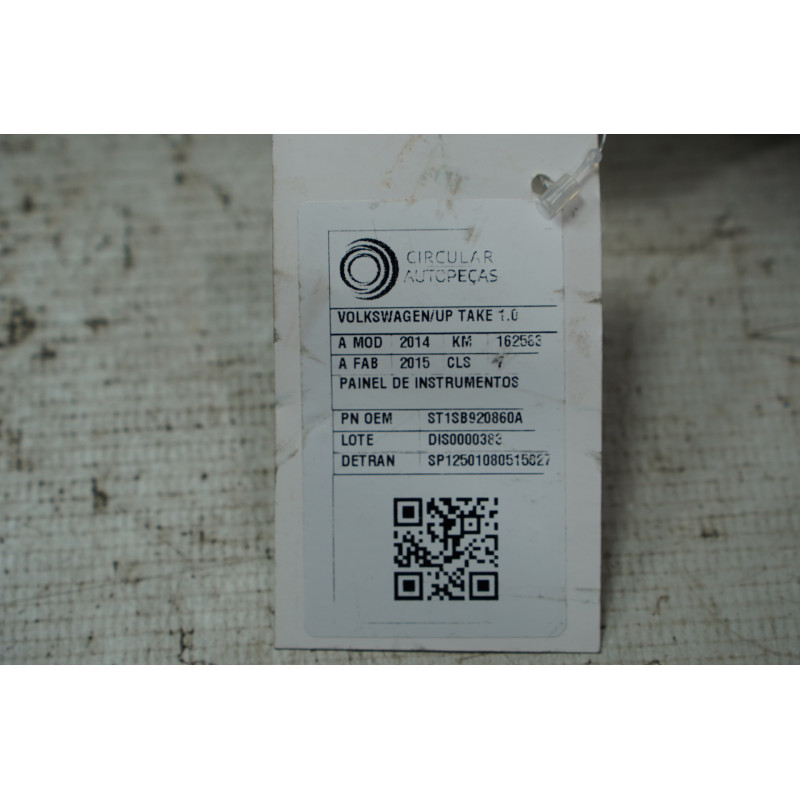 CIRCULAR
AUTOPEÇAS
VOLKSWAGEN/UP TAKE 1.0
A MOD 2014 KM 162583
A FAB 2015 CLS 7
PAINEL DE INSTRUMENTOS
PN OEM ST1SB920860A
LOTE DIS0000383
DETRAN SP12501080515627